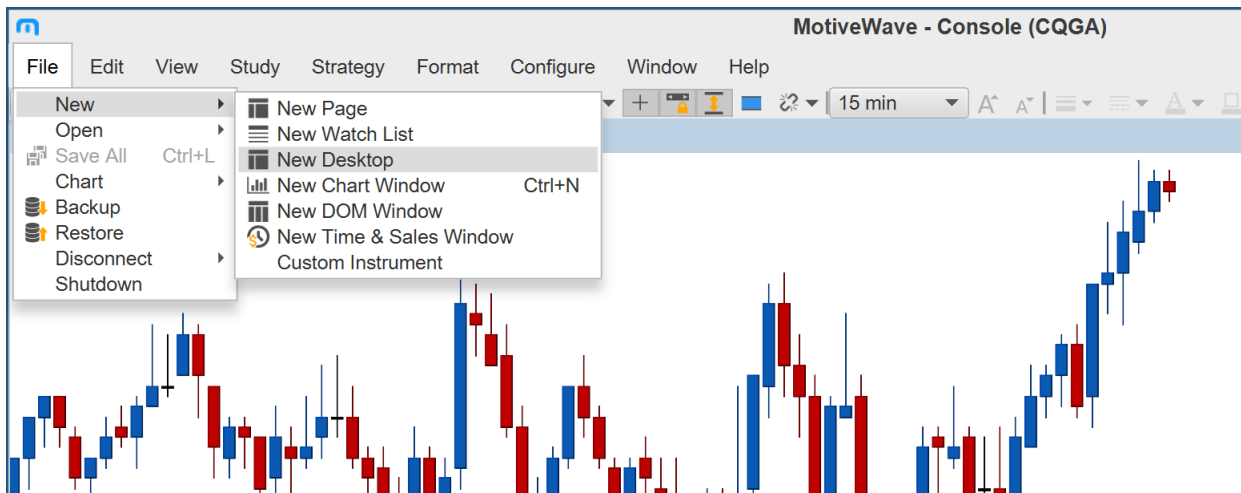 MotiveWave - Console (CQGA)
File Edit View Study Strategy Format Configure Window Help
15 min A A A
New
Open
Save All Ctrl+L
Chart
Backup
Restore
Disconnect
Shutdown
New Page
New Watch List
New Desktop
New Chart Window Ctrl+N
New DOM Window
New Time & Sales Window
Custom Instrument